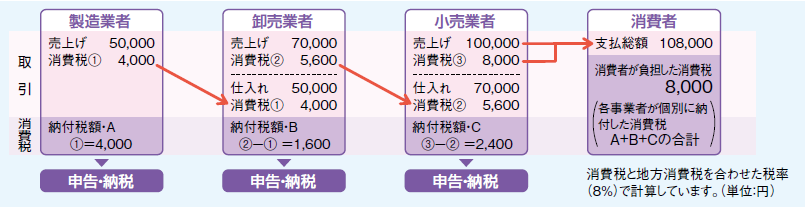 製造業者
売上げ 50,000
消費税① 4,000
納付税額・A
①=4,000
申告・納税
卸売業者
売上げ 70,000
消費税② 5,600
仕入れ 50,000
消費税① 4,000
納付税額・B
②−①=1,600
申告・納税
小売業者
売上げ 100,000
消費税③ 8,000
仕入れ 70,000
消費税② 5,600
納付税額・C
③−②=2,400
申告・納税
消費者
支払総額 108,000
消費者が負担した消費税
8,000
各事業者が個別に納
付した消費税
A+B+Cの合計
取引
消費税
消費税と地方消費税を合わせた税率
(8%)で計算しています。(単位:円)